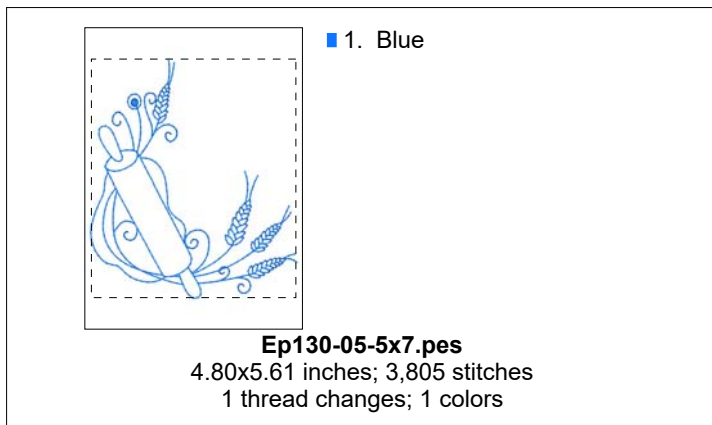 1. Blue
Ep130-05-5x7.pes
4.80x5.61 inches; 3,805 stitches
1 thread changes; 1 colors